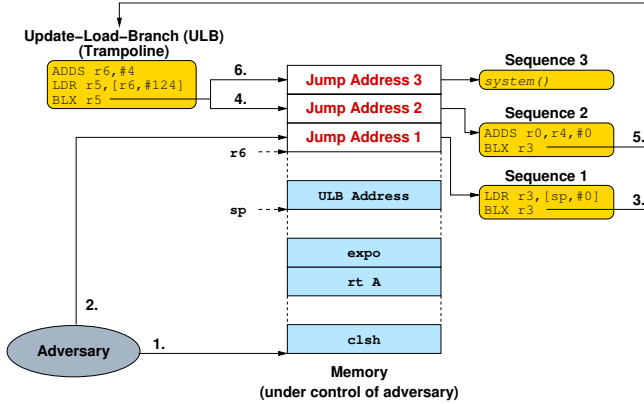 Update-Load-Branch (ULB)
(Trampoline)
ADDS r6,#4
LDR r5,[r6,#124]
BLX r5
6.
4.
Jump Address 3
Jump Address 2
Jump Address 1
r6
ULB Address
sp
expo
rt A
clsh
Memory
(under control of adversary)
Sequence 3
system()
Sequence 2
ADDS r0,r4,#0
BLX r3
5.
Sequence 1
LDR r3,[sp,#0]
BLX r3
3.
2.
Adversary
1.